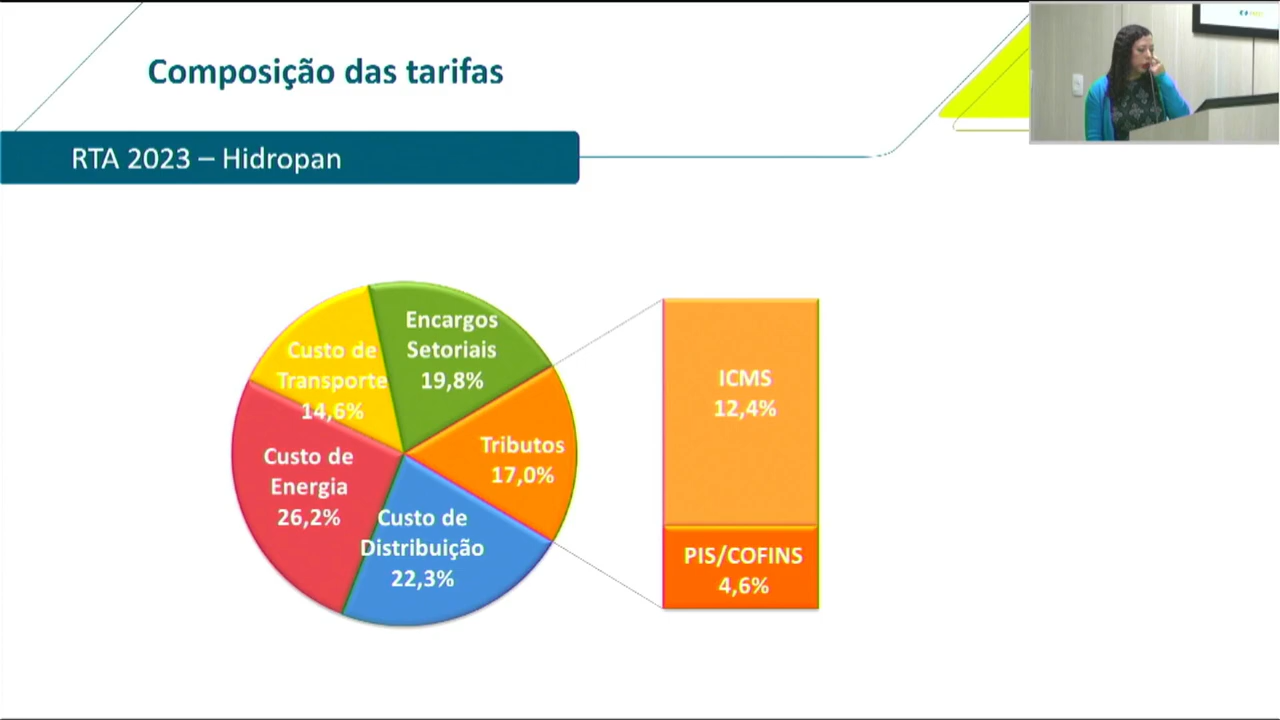 Composição das tarifas
RTA 2023 – Hidropan
Encargos
Setoriais
19,8%
Custo de
Transporte
14,6%
Tributos
17,0%
Custo de
Energia
26,2%
Custo de
Distribuição
22,3%
ICMS
12,4%
PIS/COFINS
4,6%